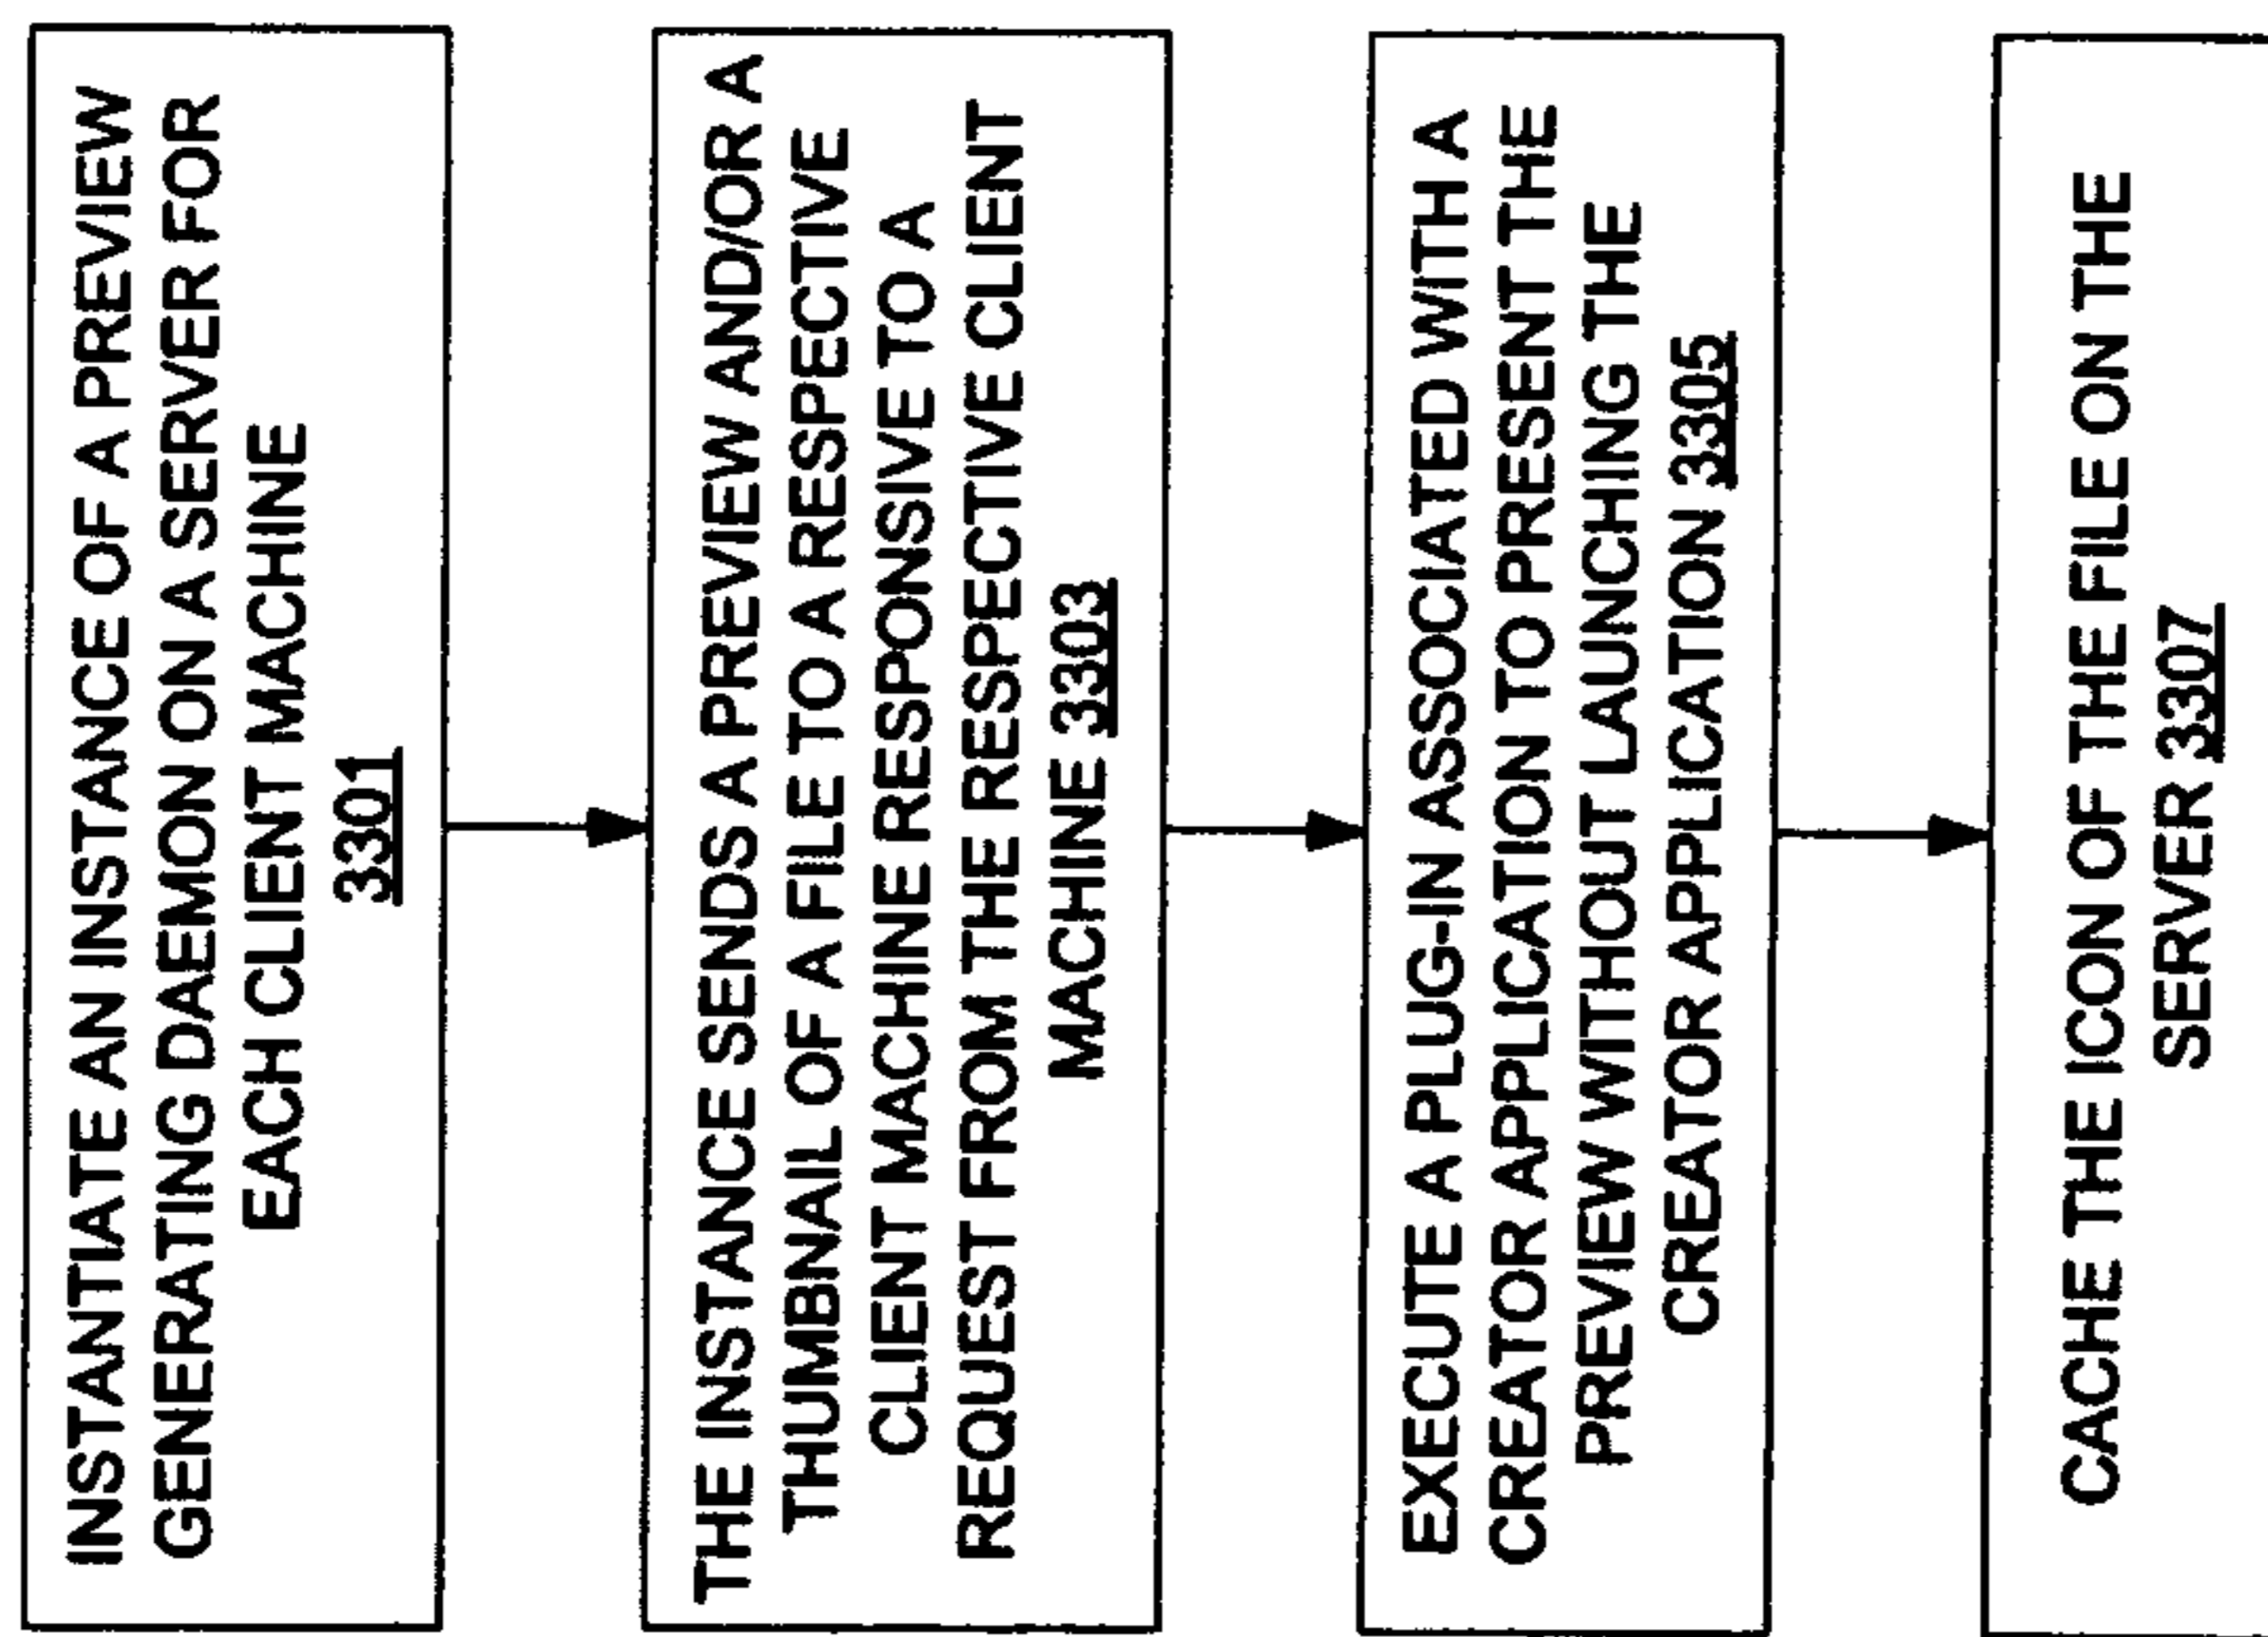 INSTANTIATE AN INSTANCE OF A PREVIEW
GENERATING DAEMON ON A SERVER FOR
EACH CLIENT MACHINE
3301
THE INSTANCE SENDS A PREVIEW AND/OR A
THUMBNAIL OF A FILE TO A RESPECTIVE
CLIENT MACHINE RESPONSIVE TO A
REQUEST FROM THE RESPECTIVE CLIENT
MACHINE 3303
EXECUTE A PLUG-IN ASSOCIATED WITH A
CREATOR APPLICATION TO PRESENT THE
PREVIEW WITHOUT LAUNCHING THE
CREATOR APPLICATION 3305
CACHE THE ICON OF THE FILE ON THE
SERVER 3307